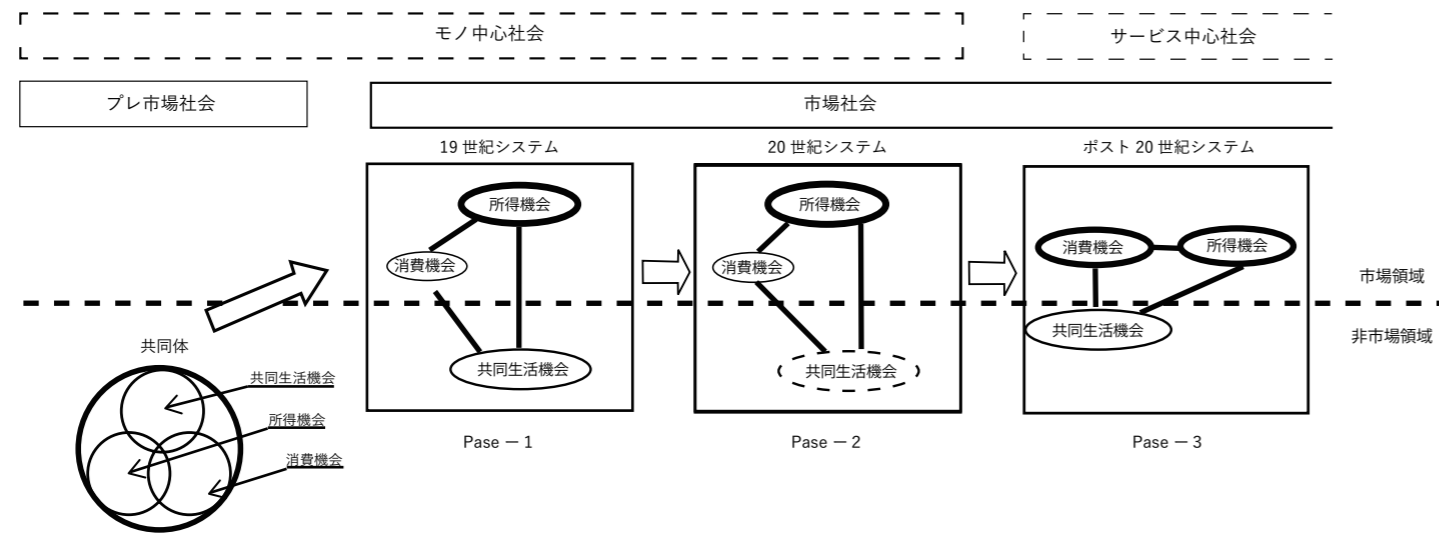 モノ中心社会
サービス中心社会
プレ市場社会
市場社会
19 世紀システム
20 世紀システム
ポスト 20 世紀システム
所得機会
消費機会
共同生活機会
所得機会
消費機会
共同生活機会
消費機会
所得機会
共同生活機会
市場領域
非市場領域
共同体
共同生活機会
所得機会
消費機会
Pase － 1
Pase － 2
Pase － 3